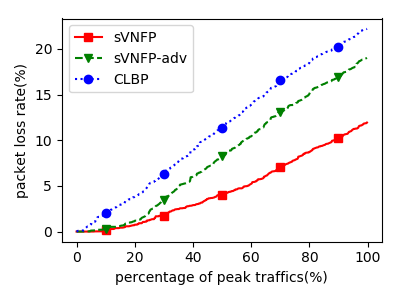 sVNFP
sVNFP-adv
CLBP
packet loss rate(%)
20
15
10
5
0
0 20 40 60 80 100
percentage of peak traffics(%)